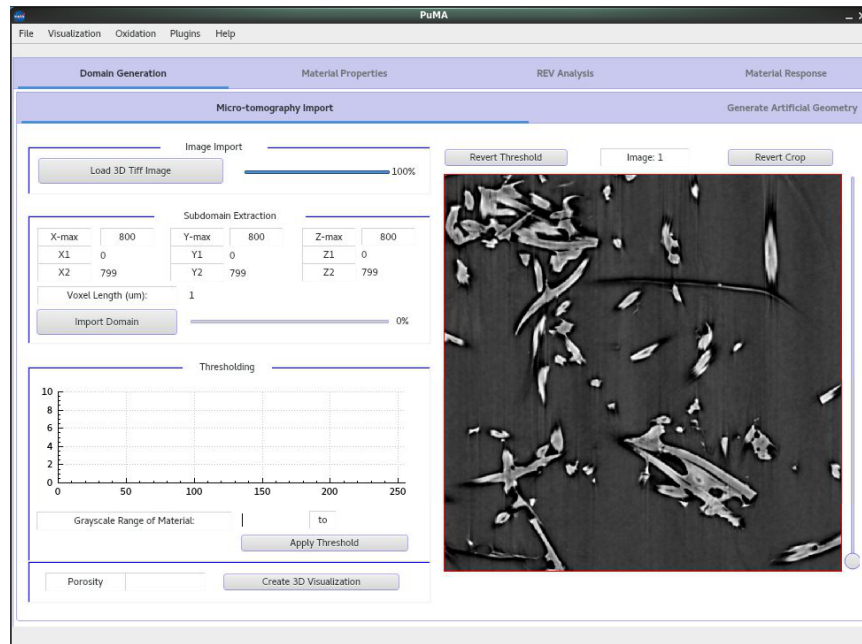 PuMA
File Visualization Oxidation Plugins Help
Domain Generation Material Properties REV Analysis Material Response
Micro-tomography Import Generate Artificial Geometry
Image Import
Load 3D Tiff Image 100%
Revert Threshold Image: 1 Revert Crop
Subdomain Extraction
X-max 800 Y-max 800 Z-max 800
X1 0 Y1 0 Z1 0
X2 799 Y2 799 Z2 799
Voxel Length (um): 1
Import Domain 0%
Thresholding
10
8
6
4
2
0
0 50 100 150 200 250
Grayscale Range of Material: to
Apply Threshold
Porosity Create 3D Visualization